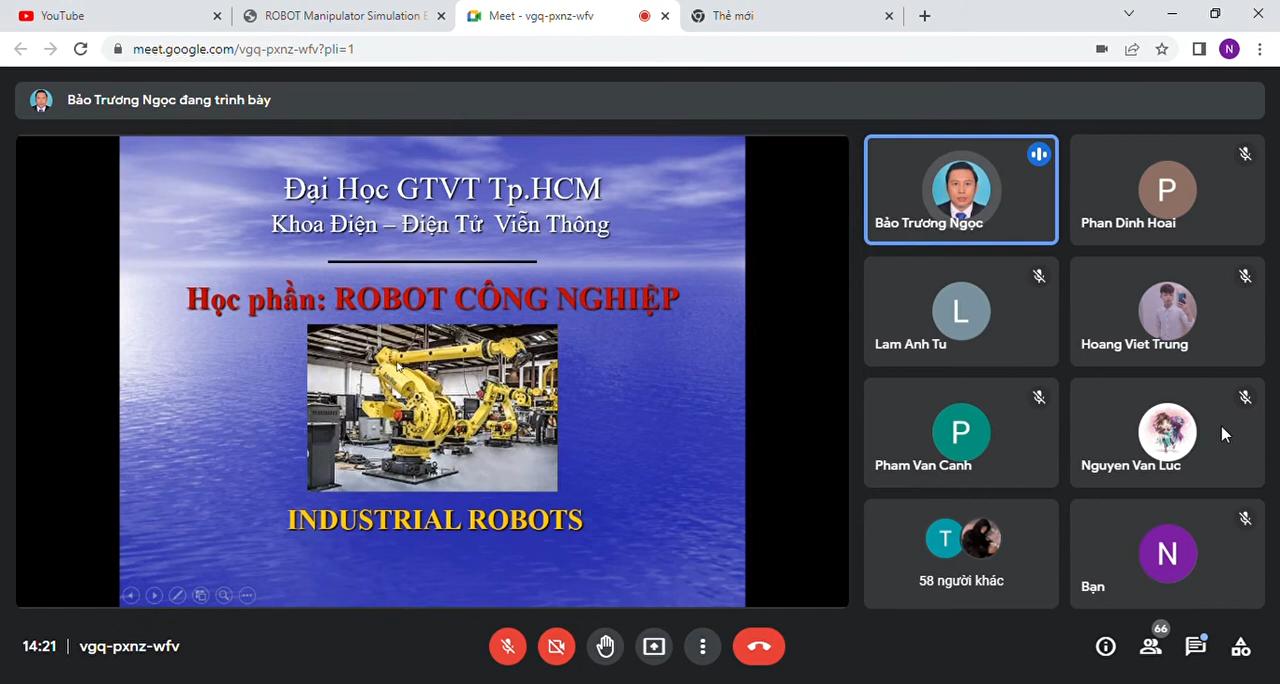 YouTube
ROBOT Manipulator Simulation
Meet - vgq-pxnz-wfv
Thẻ mới
meet.google.com/vgq-pxnz-wfv?pli=1
N
Bảo Trương Ngọc đang trình bày
Đại Học GTVT Tp.HCM
Khoa Điện – Điện Tử Viễn Thông
Học phần: ROBOT CÔNG NGHIỆP
INDUSTRIAL ROBOTS
Bảo Trương Ngọc
P
Phan Dinh Hoai
L
Lam Anh Tu
Hoang Viet Trung
P
Pham Van Canh
Nguyen Van Luc
T
58 người khác
N
Bạn
14:21 | vgq-pxnz-wfv
66